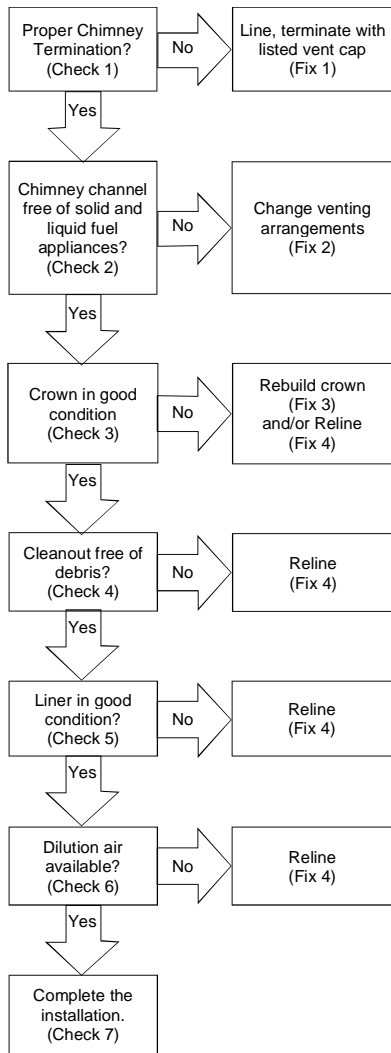 Proper Chimney
Termination?
(Check 1)
No
Line, terminate with
listed vent cap
(Fix 1)
Yes
Chimney channel
free of solid and
liquid fuel
appliances?
(Check 2)
No
Change venting
arrangements
(Fix 2)
Yes
Crown in good
condition
(Check 3)
No
Rebuild crown
(Fix 3)
and/or Reline
(Fix 4)
Yes
Cleanout free of
debris?
(Check 4)
No
Reline
(Fix 4)
Yes
Liner in good
condition?
(Check 5)
No
Reline
(Fix 4)
Yes
Dilution air
available?
(Check 6)
No
Reline
(Fix 4)
Yes
Complete the
installation.
(Check 7)